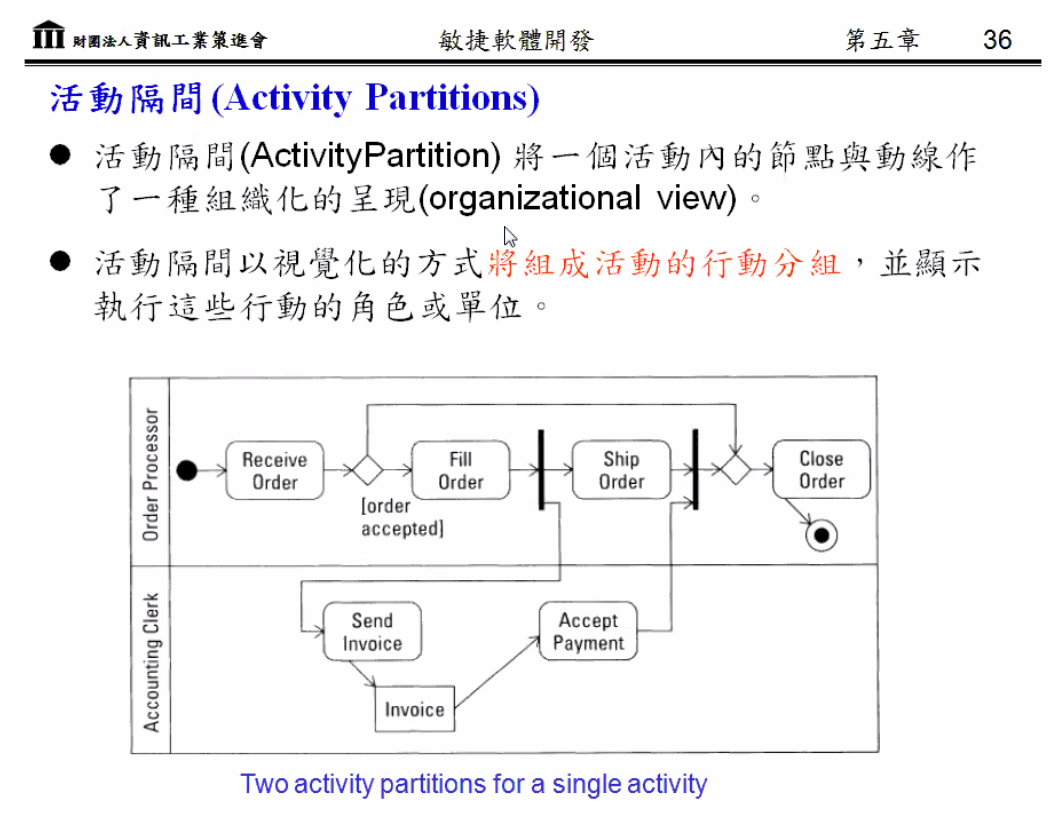 財團法人資訊工業策進會 敏捷軟體開發 第五章 36
活動隔間(Activity Partitions)
● 活動隔間(ActivityPartition) 將一個活動內的節點與動線作
了一種組織化的呈現(organizational view)。
● 活動隔間以視覺化的方式將組成活動的行動分組，並顯示
執行這些行動的角色或單位。
Order Processor
Receive
Order
[order
accepted]
Fill
Order
Ship
Order
Close
Order
Accounting Clerk
Send
Invoice
Invoice
Accept
Payment
Two activity partitions for a single activity